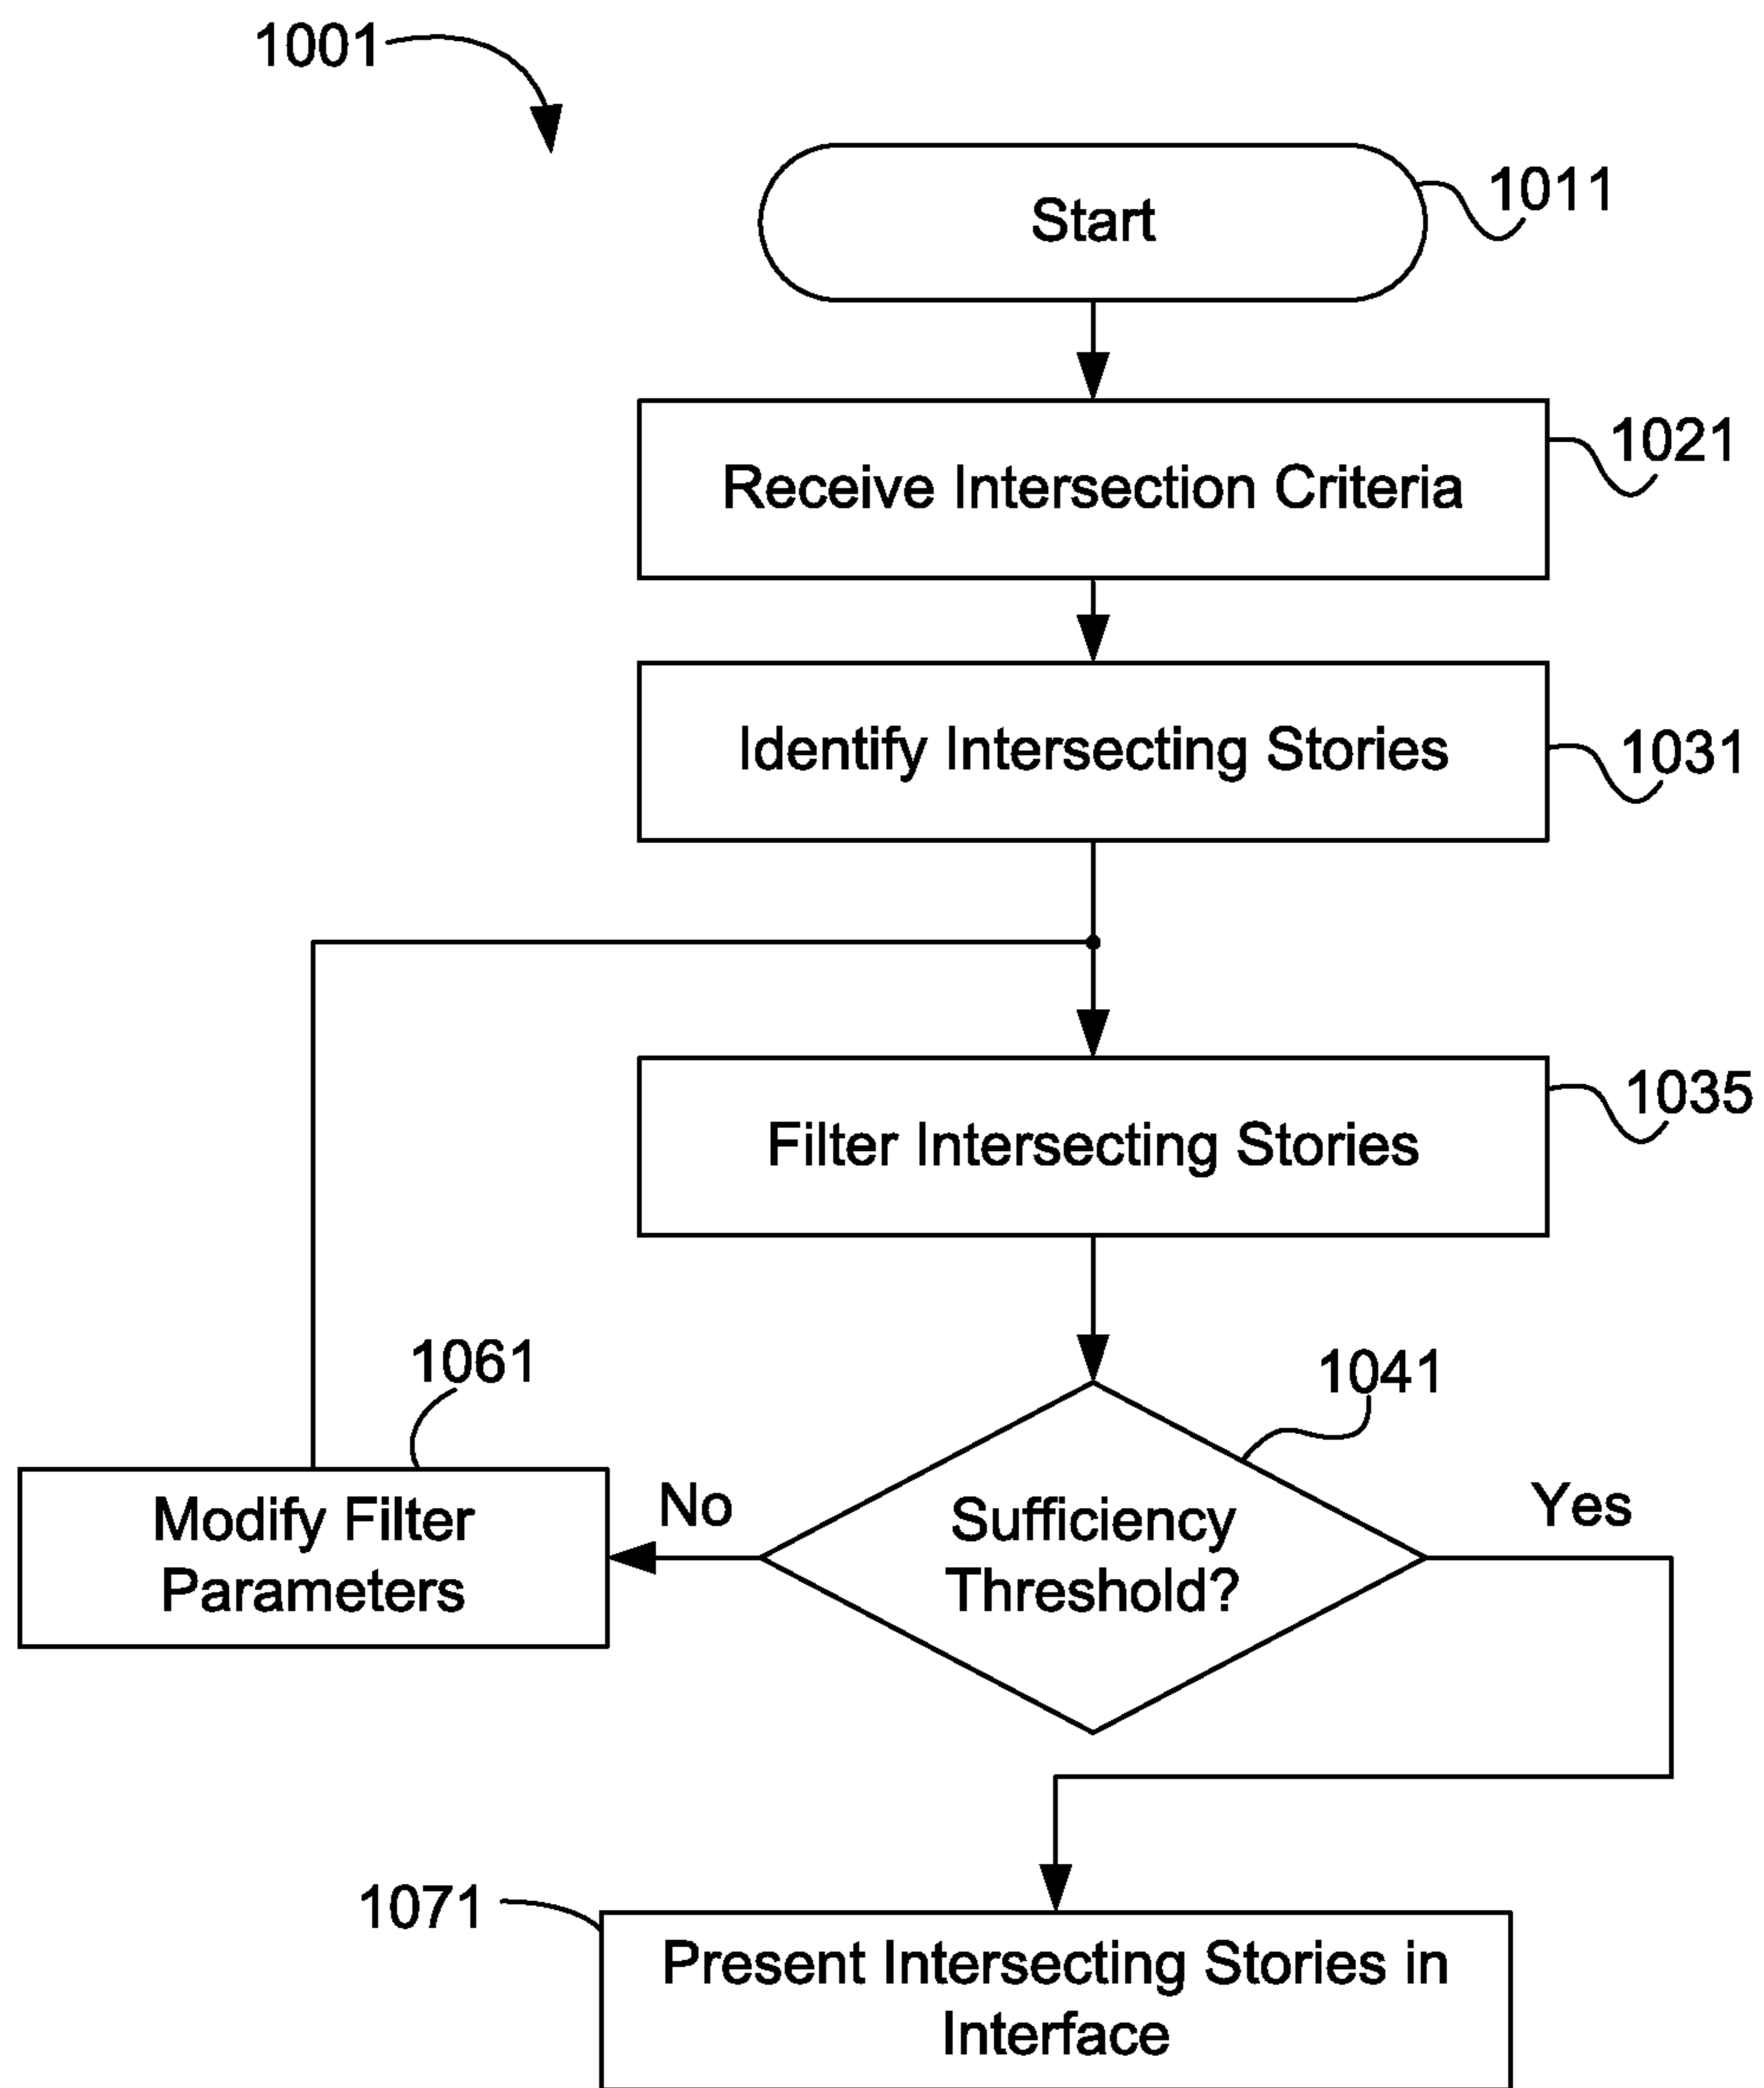 1001
Start
1011
Receive Intersection Criteria
1021
Identify Intersecting Stories
1031
Filter Intersecting Stories
1035
1061
1041
Modify Filter
Parameters
No
Sufficiency
Threshold?
Yes
1071
Present Intersecting Stories in
Interface